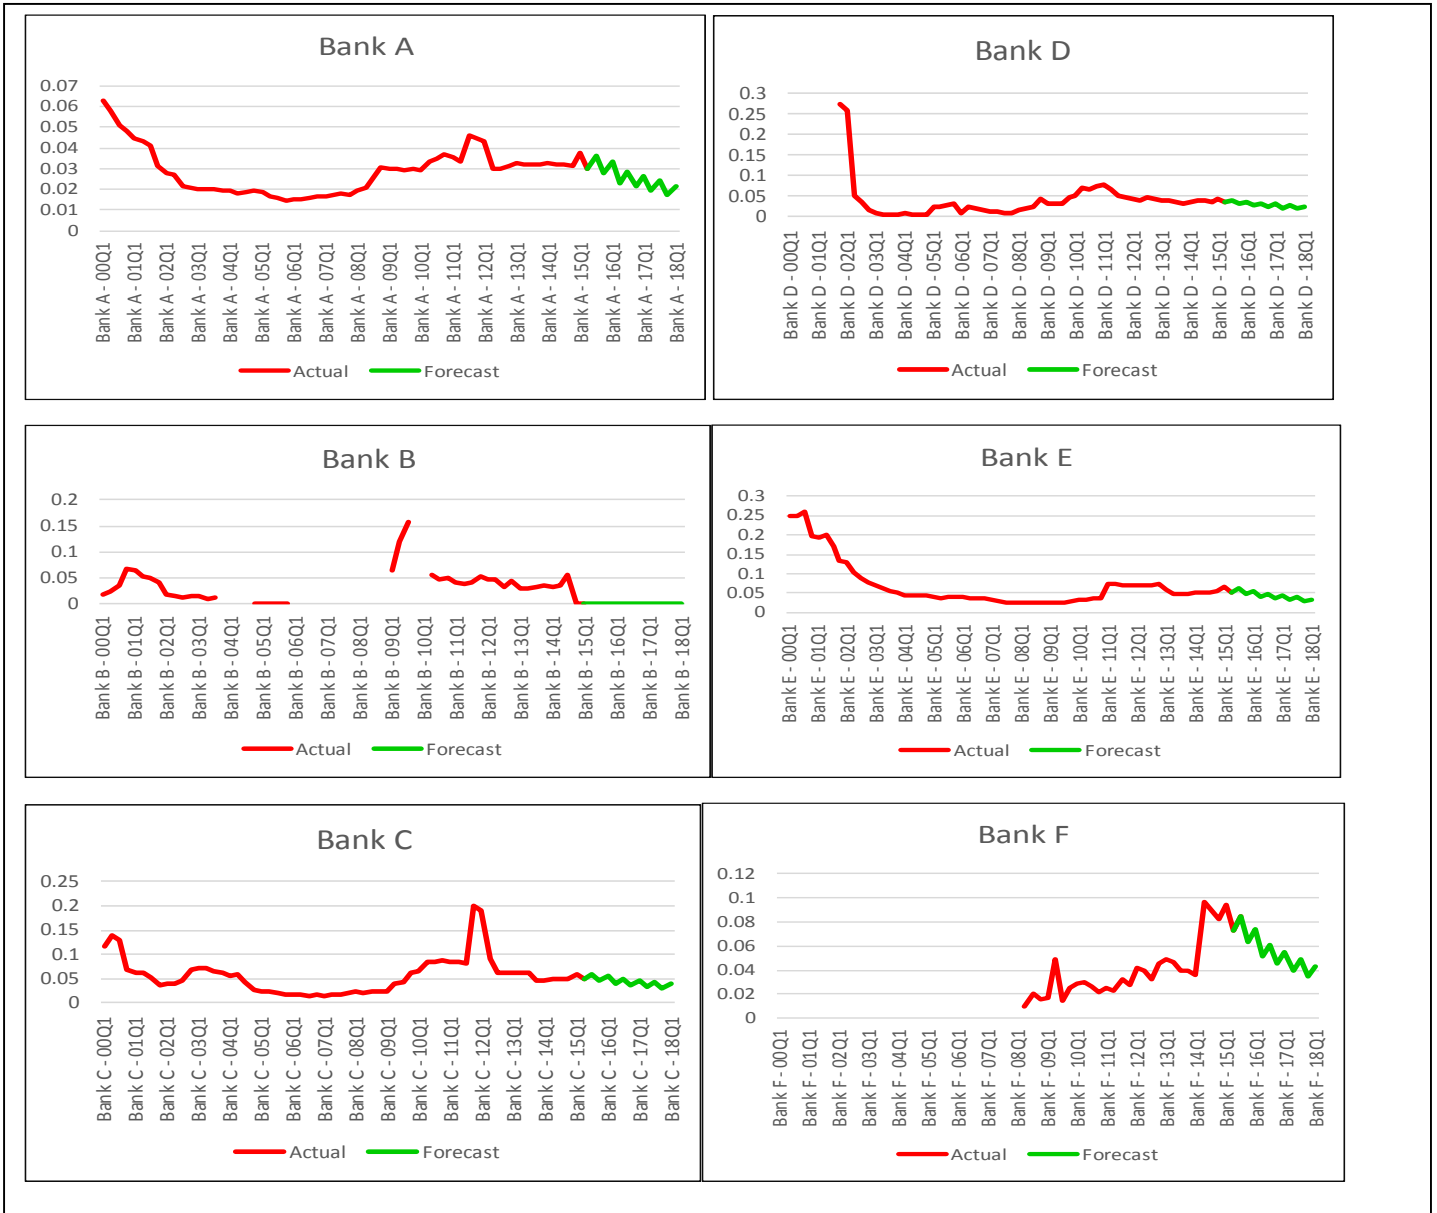 Bank A
0.07
0.06
0.05
0.04
0.03
0.02
0.01
0
Bank A - 00Q1
Bank A - 01Q1
Bank A - 02Q1
Bank A - 03Q1
Bank A - 04Q1
Bank A - 05Q1
Bank A - 06Q1
Bank A - 07Q1
Bank A - 08Q1
Bank A - 09Q1
Bank A - 10Q1
Bank A - 11Q1
Bank A - 12Q1
Bank A - 13Q1
Bank A - 14Q1
Bank A - 15Q1
Bank A - 16Q1
Bank A - 17Q1
Bank A - 18Q1
Actual Forecast
Bank D
0.3
0.25
0.2
0.15
0.1
0.05
0
Bank D - 00Q1
Bank D - 01Q1
Bank D - 02Q1
Bank D - 03Q1
Bank D - 04Q1
Bank D - 05Q1
Bank D - 06Q1
Bank D - 07Q1
Bank D - 08Q1
Bank D - 09Q1
Bank D - 10Q1
Bank D - 11Q1
Bank D - 12Q1
Bank D - 13Q1
Bank D - 14Q1
Bank D - 15Q1
Bank D - 16Q1
Bank D - 17Q1
Bank D - 18Q1
Actual Forecast
Bank B
0.2
0.15
0.1
0.05
0
Bank B - 00Q1
Bank B - 01Q1
Bank B - 02Q1
Bank B - 03Q1
Bank B - 04Q1
Bank B - 05Q1
Bank B - 06Q1
Bank B - 07Q1
Bank B - 08Q1
Bank B - 09Q1
Bank B - 10Q1
Bank B - 11Q1
Bank B - 12Q1
Bank B - 13Q1
Bank B - 14Q1
Bank B - 15Q1
Bank B - 16Q1
Bank B - 17Q1
Bank B - 18Q1
Actual Forecast
Bank E
0.3
0.25
0.2
0.15
0.1
0.05
0
Bank E - 00Q1
Bank E - 01Q1
Bank E - 02Q1
Bank E - 03Q1
Bank E - 04Q1
Bank E - 05Q1
Bank E - 06Q1
Bank E - 07Q1
Bank E - 08Q1
Bank E - 09Q1
Bank E - 10Q1
Bank E - 11Q1
Bank E - 12Q1
Bank E - 13Q1
Bank E - 14Q1
Bank E - 15Q1
Bank E - 16Q1
Bank E - 17Q1
Bank E - 18Q1
Actual Forecast
Bank C
0.25
0.2
0.15
0.1
0.05
0
Bank C - 00Q1
Bank C - 01Q1
Bank C - 02Q1
Bank C - 03Q1
Bank C - 04Q1
Bank C - 05Q1
Bank C - 06Q1
Bank C - 07Q1
Bank C - 08Q1
Bank C - 09Q1
Bank C - 10Q1
Bank C - 11Q1
Bank C - 12Q1
Bank C - 13Q1
Bank C - 14Q1
Bank C - 15Q1
Bank C - 16Q1
Bank C - 17Q1
Bank C - 18Q1
Actual Forecast
Bank F
0.12
0.1
0.08
0.06
0.04
0.02
0
Bank F - 00Q1
Bank F - 01Q1
Bank F - 02Q1
Bank F - 03Q1
Bank F - 04Q1
Bank F - 05Q1
Bank F - 06Q1
Bank F - 07Q1
Bank F - 08Q1
Bank F - 09Q1
Bank F - 10Q1
Bank F - 11Q1
Bank F - 12Q1
Bank F - 13Q1
Bank F - 14Q1
Bank F - 15Q1
Bank F - 16Q1
Bank F - 17Q1
Bank F - 18Q1
Actual Forecast